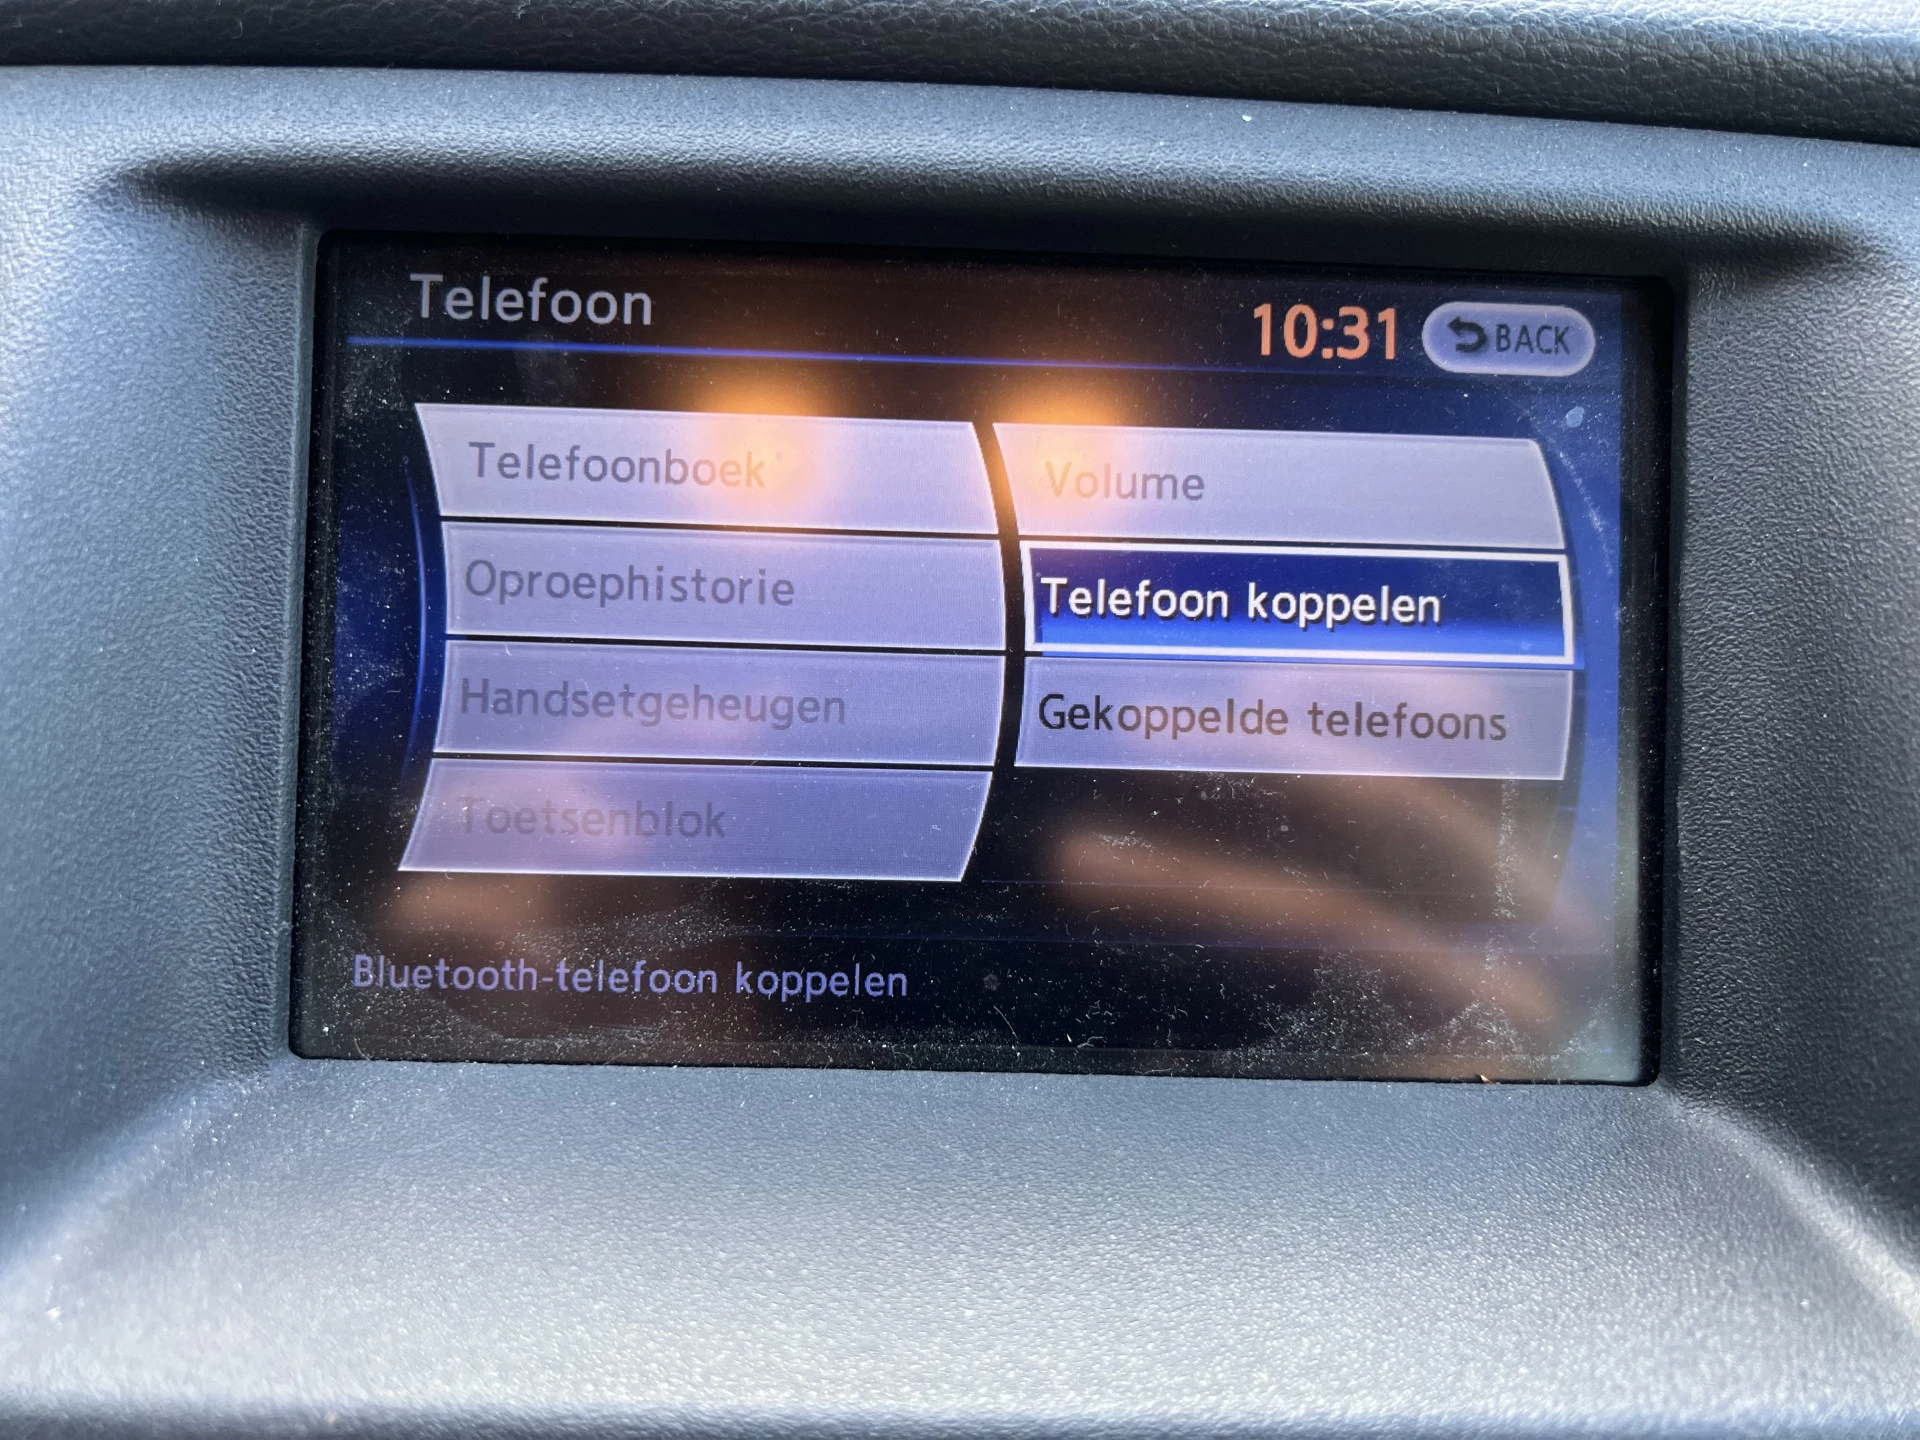 Telefoon
10:31
BACK
Telefoonboek
Volume
Oproephistorie
Telefoon koppelen
Handsetgeheugen
Gekoppelde telefoons
Toetsenblok
Bluetooth-telefoon koppelen